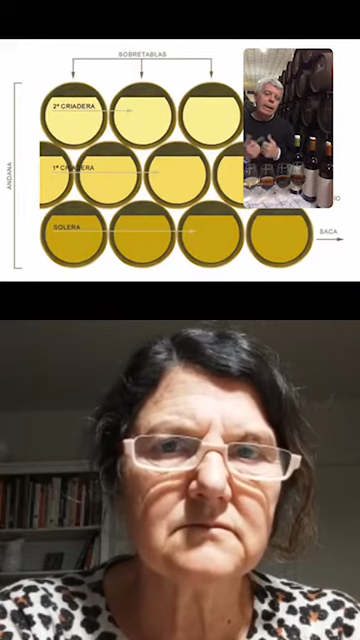 SOBRETABLAS
2ª CRIADERA
1ª CRIADERA
ANDANA
SOLERA
SACA